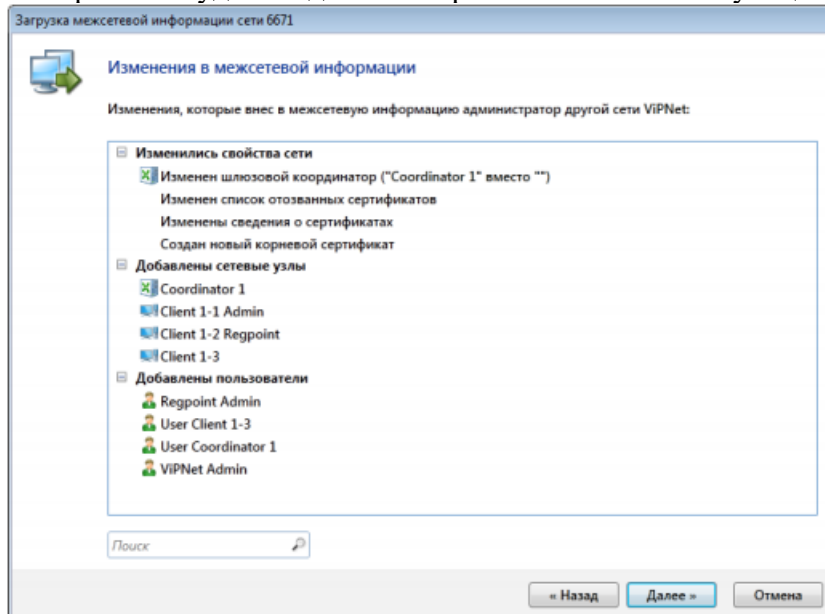 Загрузка межсетевой информации сети 6671
Изменения в межсетевой информации
Изменения, которые внес в межсетевую информацию администратор другой сети ViPNet:
Изменились свойства сети
Изменен шлюзовой координатор ("Coordinator 1" вместо "")
Изменен список отозванных сертификатов
Изменены сведения о сертификатах
Создан новый корневой сертификат
Добавлены сетевые узлы
Coordinator 1
Client 1-1 Admin
Client 1-2 Regpoint
Client 1-3
Добавлены пользователи
Regpoint Admin
User Client 1-3
User Coordinator 1
ViPNet Admin
Поиск
« Назад Далее » Отмена